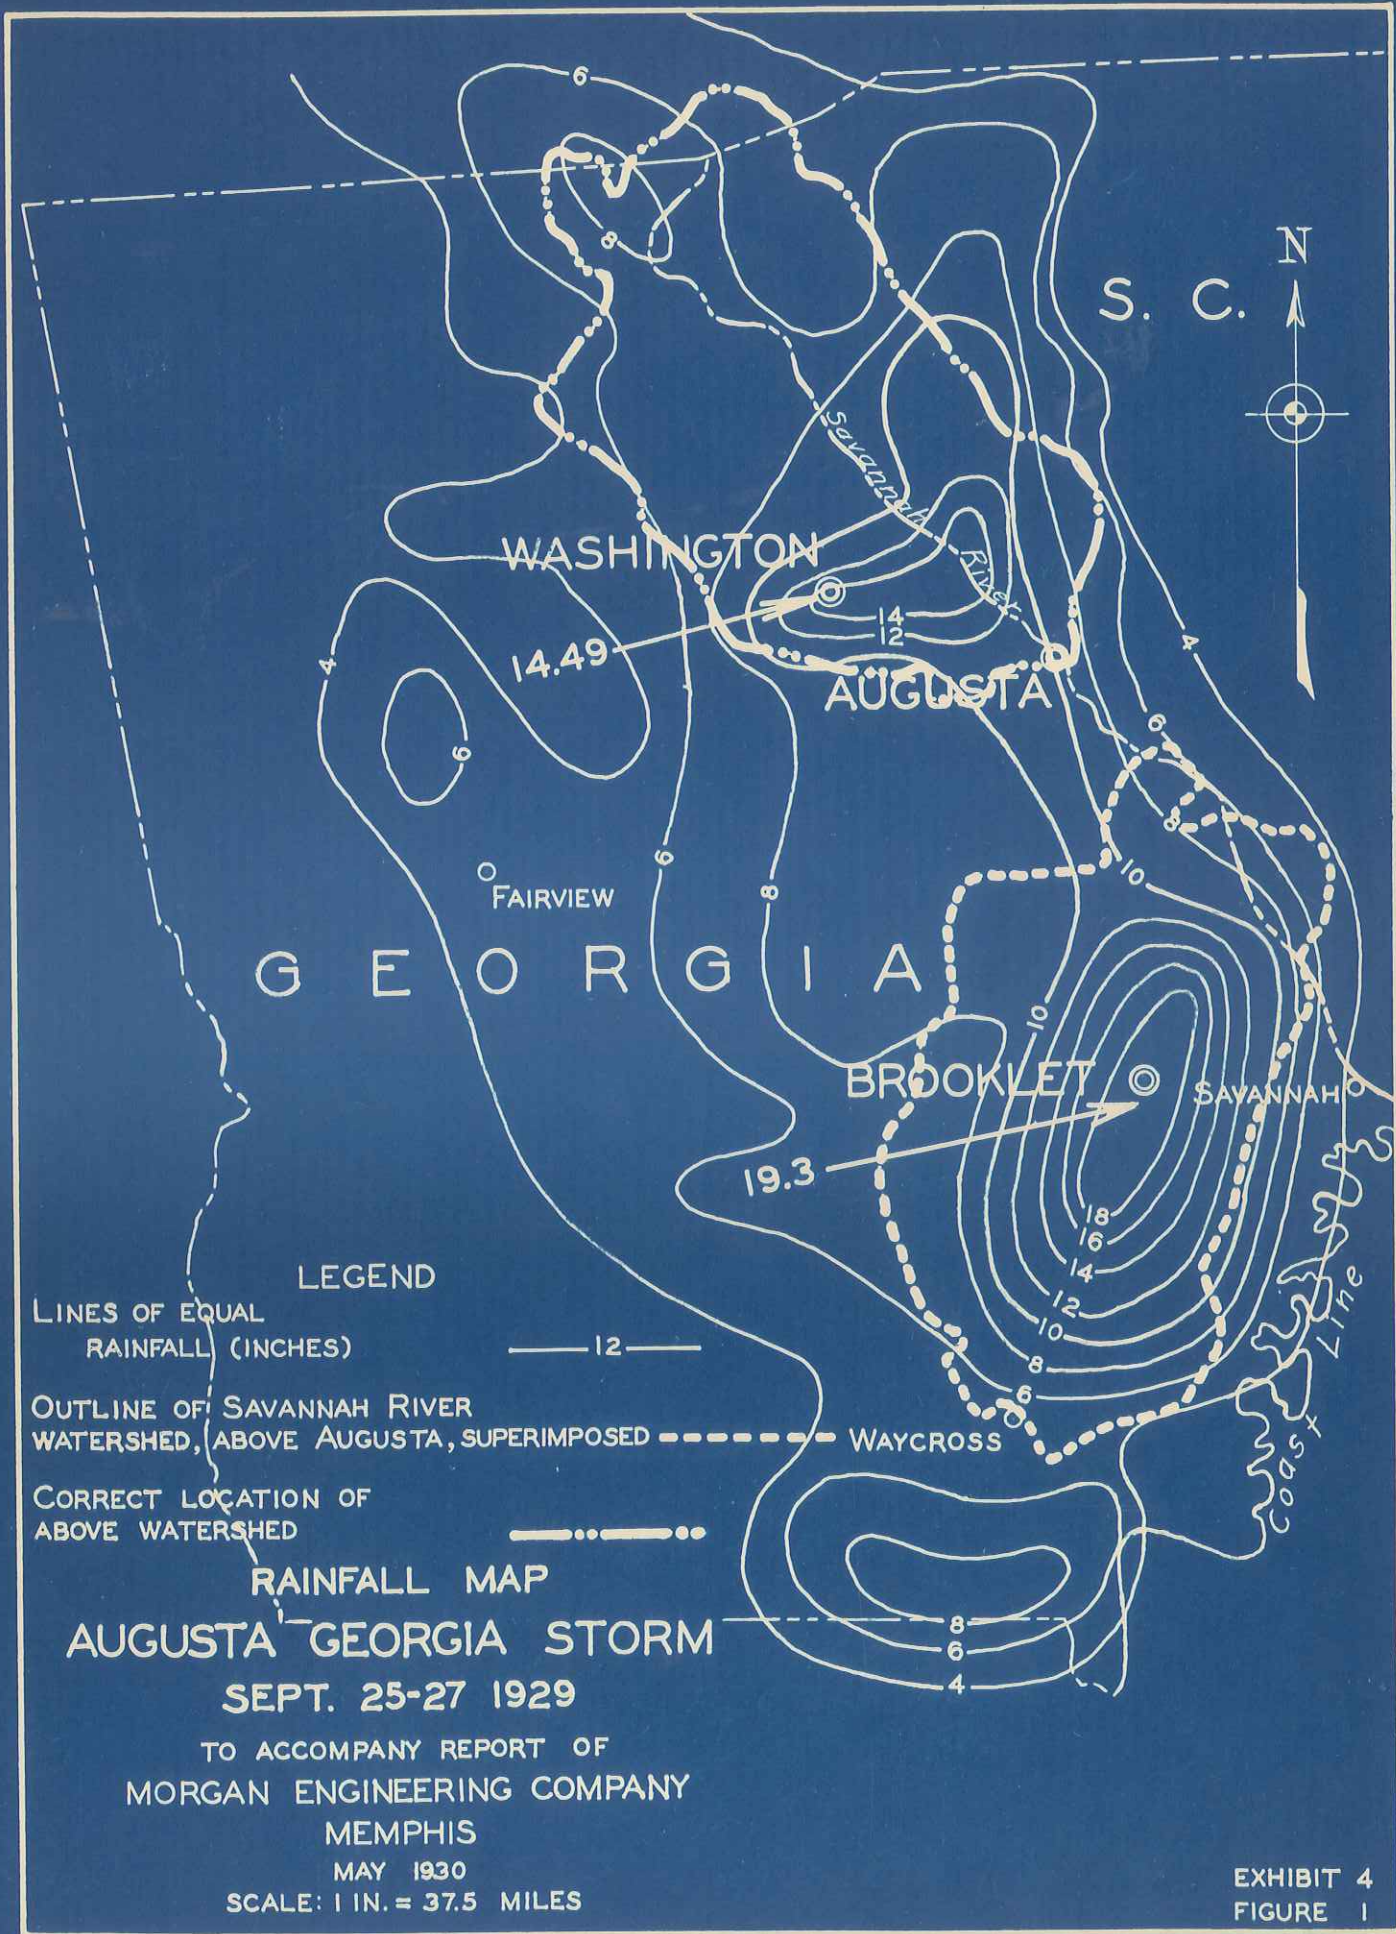 6
8
N
S. C.
Savannah
River
WASHINGTON
14.49
14
12
AUGUSTA
4
4
6
6
8
6
8
10
FAIRVIEW
GEORGIA
10
BROOKLET
SAVANNAH
19.3
18
16
14
12
10
8
6
WAYCROSS
Coast Line
8
6
4
LEGEND
LINES OF EQUAL
RAINFALL (INCHES)
12
OUTLINE OF SAVANNAH RIVER
WATERSHED, ABOVE AUGUSTA, SUPERIMPOSED
CORRECT LOCATION OF
ABOVE WATERSHED
RAINFALL MAP
AUGUSTA GEORGIA STORM
SEPT. 25-27 1929
TO ACCOMPANY REPORT OF
MORGAN ENGINEERING COMPANY
MEMPHIS
MAY 1930
SCALE: 1 IN. = 37.5 MILES
EXHIBIT 4
FIGURE 1